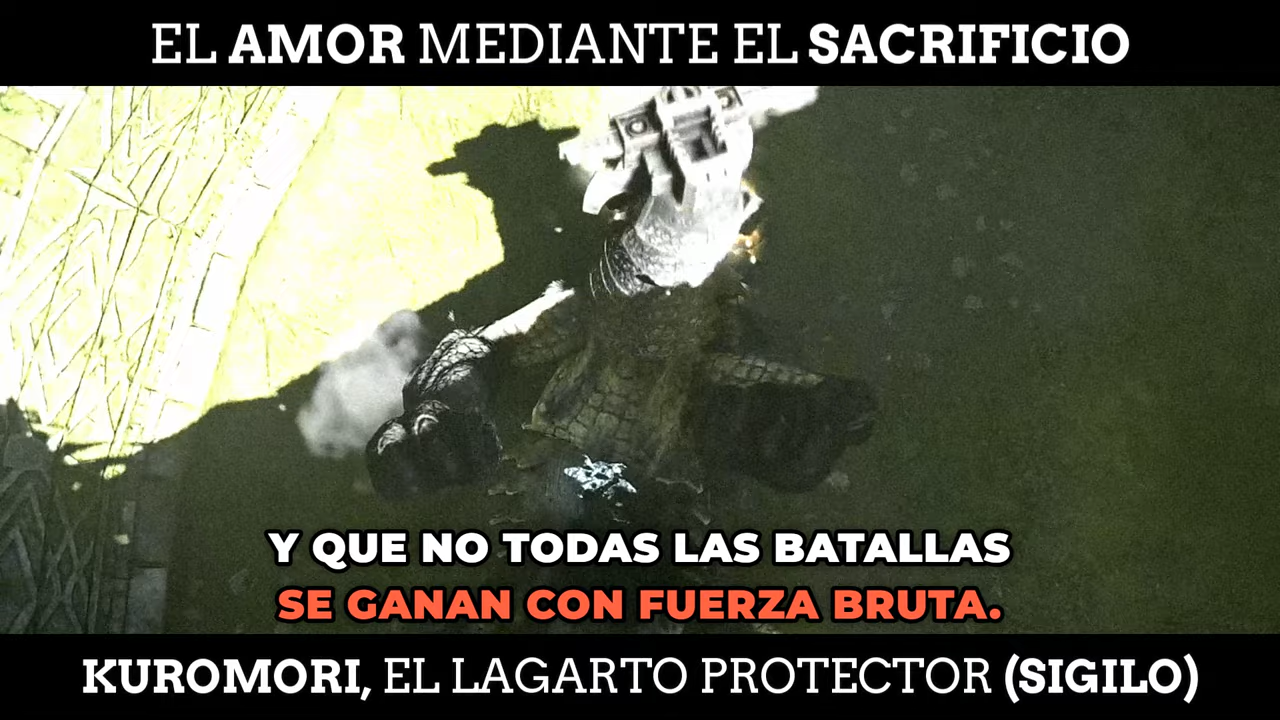 EL AMOR MEDIANTE EL SACRIFICIO
Y QUE NO TODAS LAS BATALLAS
SE GANAN CON FUERZA BRUTA.
KUROMORI, EL LAGARTO PROTECTOR (SIGILO)